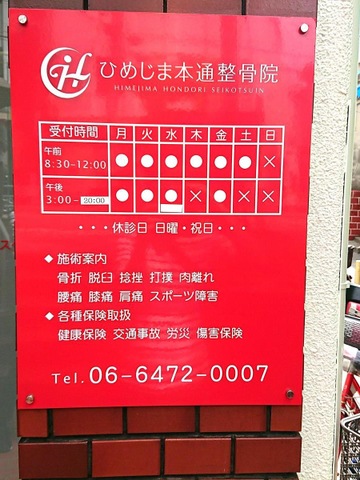 ひめじま本通整骨院
HIMEJIMA HONDORI SEIKOTSUIN
受付時間 月 火 水 木 金 土 日
午前
8:30-12:00 ● ● ● ● ● ● ×
午後
3:00-20:00 ● ● ● × ● × ×
・・・休診日 日曜・祝日・・・
◆施術案内
骨折 脱臼 捻挫 打撲 肉離れ
腰痛 膝痛 肩痛 スポーツ障害
◆各種保険取扱
健康保険 交通事故 労災 傷害保険
Tel.06-6472-0007